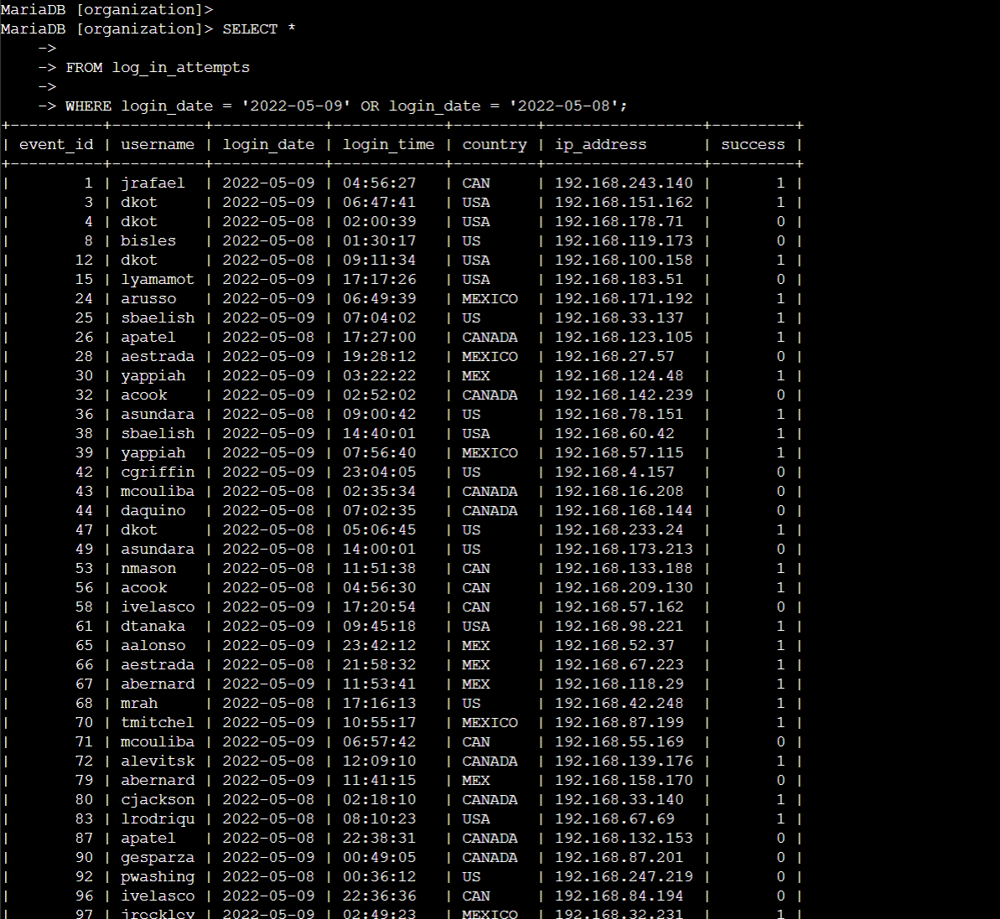 MariaDB [organization]>
MariaDB [organization]> SELECT *
    ->
    -> FROM log_in_attempts
    ->
    -> WHERE login_date = '2022-05-09' OR login_date = '2022-05-08';
+----------+----------+------------+------------+---------+-----------------+---------+
| event_id | username | login_date | login_time | country | ip_address      | success |
+----------+----------+------------+------------+---------+-----------------+---------+
|        1 | jrafael  | 2022-05-09 | 04:56:27   | CAN     | 192.168.243.140 |       1 |
|        3 | dkot     | 2022-05-09 | 06:47:41   | USA     | 192.168.151.162 |       1 |
|        4 | dkot     | 2022-05-08 | 02:00:39   | USA     | 192.168.178.71  |       0 |
|        8 | bisles   | 2022-05-08 | 01:30:17   | US      | 192.168.119.173 |       0 |
|       12 | dkot     | 2022-05-08 | 09:11:34   | USA     | 192.168.100.158 |       1 |
|       15 | lyamamot | 2022-05-09 | 17:17:26   | USA     | 192.168.183.51  |       0 |
|       24 | arusso   | 2022-05-09 | 06:49:39   | MEXICO  | 192.168.171.192 |       1 |
|       25 | sbaelish | 2022-05-09 | 07:04:02   | US      | 192.168.33.137  |       1 |
|       26 | apatel   | 2022-05-08 | 17:27:00   | CANADA  | 192.168.123.105 |       1 |
|       28 | aestrada | 2022-05-09 | 19:28:12   | MEXICO  | 192.168.27.57   |       0 |
|       30 | yappiah  | 2022-05-09 | 03:22:22   | MEX     | 192.168.124.48  |       1 |
|       32 | acook    | 2022-05-09 | 02:52:02   | CANADA  | 192.168.142.239 |       0 |
|       36 | asundara | 2022-05-08 | 09:00:42   | US      | 192.168.78.151  |       1 |
|       38 | sbaelish | 2022-05-09 | 14:40:01   | USA     | 192.168.60.42   |       1 |
|       39 | yappiah  | 2022-05-09 | 07:56:40   | MEXICO  | 192.168.57.115  |       1 |
|       42 | cgriffin | 2022-05-09 | 23:04:05   | US      | 192.168.4.157   |       0 |
|       43 | mcouliba | 2022-05-08 | 02:35:34   | CANADA  | 192.168.16.208  |       0 |
|       44 | daquino  | 2022-05-08 | 07:02:35   | CANADA  | 192.168.168.144 |       0 |
|       47 | dkot     | 2022-05-08 | 05:06:45   | US      | 192.168.233.24  |       1 |
|       49 | asundara | 2022-05-08 | 14:00:01   | US      | 192.168.173.213 |       0 |
|       53 | nmason   | 2022-05-08 | 11:51:38   | CAN     | 192.168.133.188 |       1 |
|       56 | acook    | 2022-05-08 | 04:56:30   | CAN     | 192.168.209.130 |       1 |
|       58 | ivelasco | 2022-05-09 | 17:20:54   | CAN     | 192.168.57.162  |       0 |
|       61 | dtanaka  | 2022-05-09 | 09:45:18   | USA     | 192.168.98.221  |       1 |
|       65 | aalonso  | 2022-05-09 | 23:42:12   | MEX     | 192.168.52.37   |       1 |
|       66 | aestrada | 2022-05-08 | 21:58:32   | MEX     | 192.168.67.223  |       1 |
|       67 | abernard | 2022-05-09 | 11:53:41   | MEX     | 192.168.118.29  |       1 |
|       68 | mrah     | 2022-05-08 | 17:16:13   | US      | 192.168.42.248  |       1 |
|       70 | tmitchel | 2022-05-09 | 10:55:17   | MEXICO  | 192.168.87.199  |       1 |
|       71 | mcouliba | 2022-05-09 | 06:57:42   | CAN     | 192.168.55.169  |       0 |
|       72 | alevitsk | 2022-05-08 | 12:09:10   | CANADA  | 192.168.139.176 |       1 |
|       79 | abernard | 2022-05-09 | 11:41:15   | MEX     | 192.168.158.170 |       0 |
|       80 | cjackson | 2022-05-08 | 02:18:10   | CANADA  | 192.168.33.140  |       1 |
|       83 | lrodriqu | 2022-05-08 | 08:10:23   | USA     | 192.168.67.69   |       1 |
|       87 | apatel   | 2022-05-08 | 22:38:31   | CANADA  | 192.168.132.153 |       0 |
|       90 | gesparza | 2022-05-09 | 00:49:05   | CANADA  | 192.168.87.201  |       0 |
|       92 | pwashing | 2022-05-08 | 00:36:12   | US      | 192.168.247.219 |       0 |
|       96 | ivelasco | 2022-05-09 | 22:36:36   | CAN     | 192.168.84.194  |       0 |
|       97 | jreckley | 2022-05-09 | 02:49:23   | MEXICO  | 192.168.32.231  |       1 |